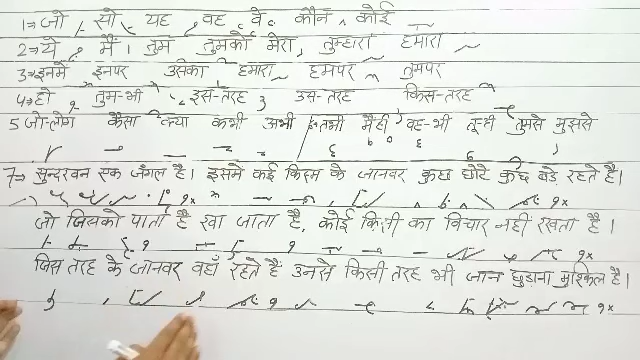 1→ जो सो यह वह वे कौन कोई
2→ ये मैं। तुम तुमको मेरा, तुम्हारा हमारा
3→ इनमें इनपर उसका हमारा हमपर तुमपर
4→ हो तुम-भी इस-तरह उस-तरह किस-तरह
5 जो-लोग कैसा क्या कभी अभी तभी मैंही वह-भी तू-ही तुमसे मुझसे
7→ सुन्दरवन एक जंगल है। इसमें कई किस्म के जानवर कुछ छोटे कुछ बड़े रहते हैं।
जो जिसको पाता है खा जाता है, कोई किसी का विचार नहीं रखता है।
जिस तरह के जानवर वहाँ रहते हैं उनसे किसी तरह भी जान छुड़ाना मुश्किल है।